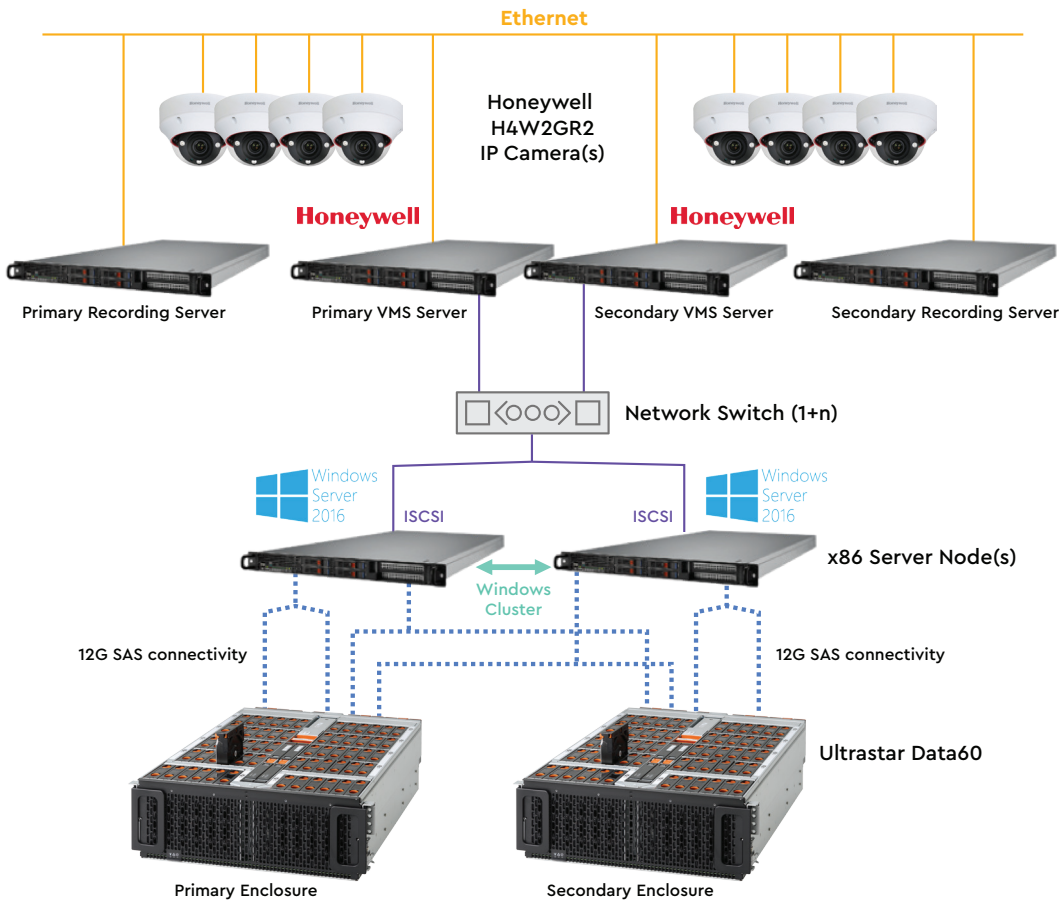 Ethernet
Honeywell
H4W2GR2
IP Camera(s)
Honeywell
Honeywell
Primary Recording Server
Primary VMS Server
Secondary VMS Server
Secondary Recording Server
Network Switch (1+n)
Windows
Server
2016
Windows
Server
2016
ISCSI
ISCSI
x86 Server Node(s)
Windows
Cluster
12G SAS connectivity
12G SAS connectivity
Ultrastar Data60
Primary Enclosure
Secondary Enclosure